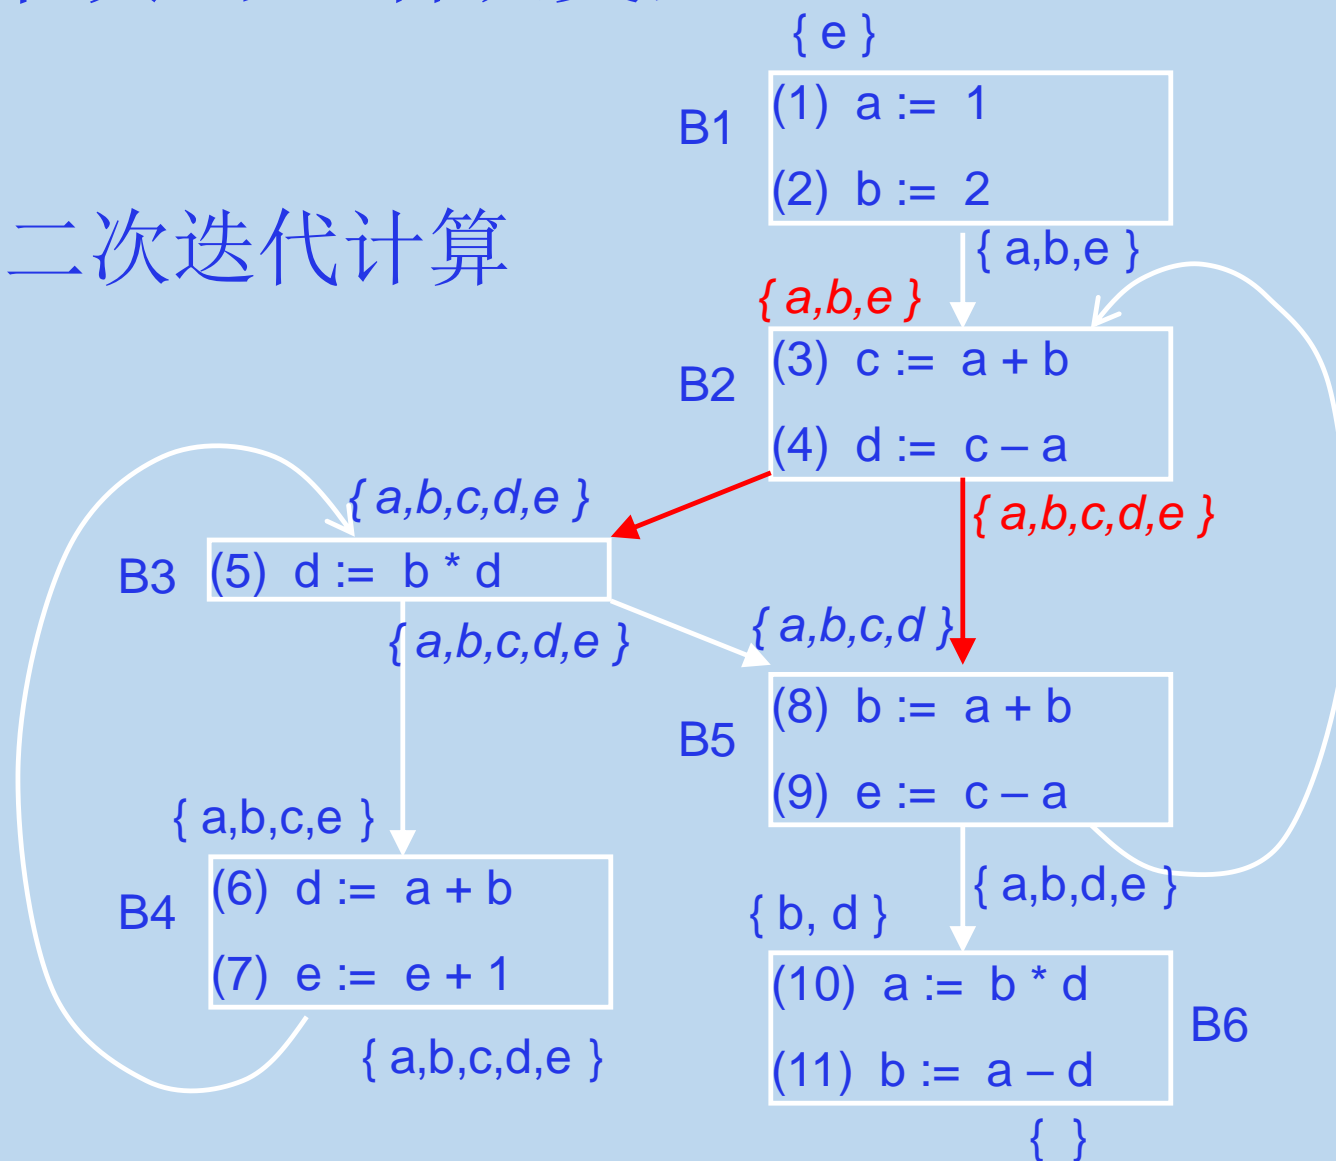 { e }
B1
(1) a := 1
(2) b := 2
二次迭代计算
{ a,b,e }
{ a,b,e }
B2
(3) c := a + b
(4) d := c – a
{ a,b,c,d,e }
{ a,b,c,d,e }
B3
(5) d := b * d
{ a,b,c,d,e }
{ a,b,c,d }
B5
(8) b := a + b
(9) e := c – a
{ a,b,c,e }
B4
(6) d := a + b
(7) e := e + 1
{ a,b,c,d,e }
{ a,b,d,e }
{ b, d }
(10) a := b * d
(11) b := a – d
B6
{ }